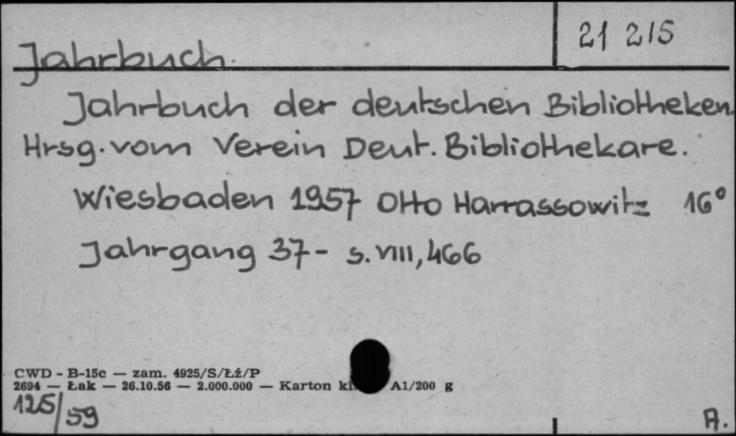 21 215
Jahrbuch.
Jahrbuch der deutschen Bibliotheken.
Hrsg. vom Verein Deut. Bibliothekare.
Wiesbaden 1957 Otto Harrassowitz 16°
Jahrgang 37- s. VIII, 466
CWD - B-15c — zam. 4925/S/Łź/P
2694 — Łak — 26.10.56 — 2.000.000 — Karton A1/200 g
125/59
A.